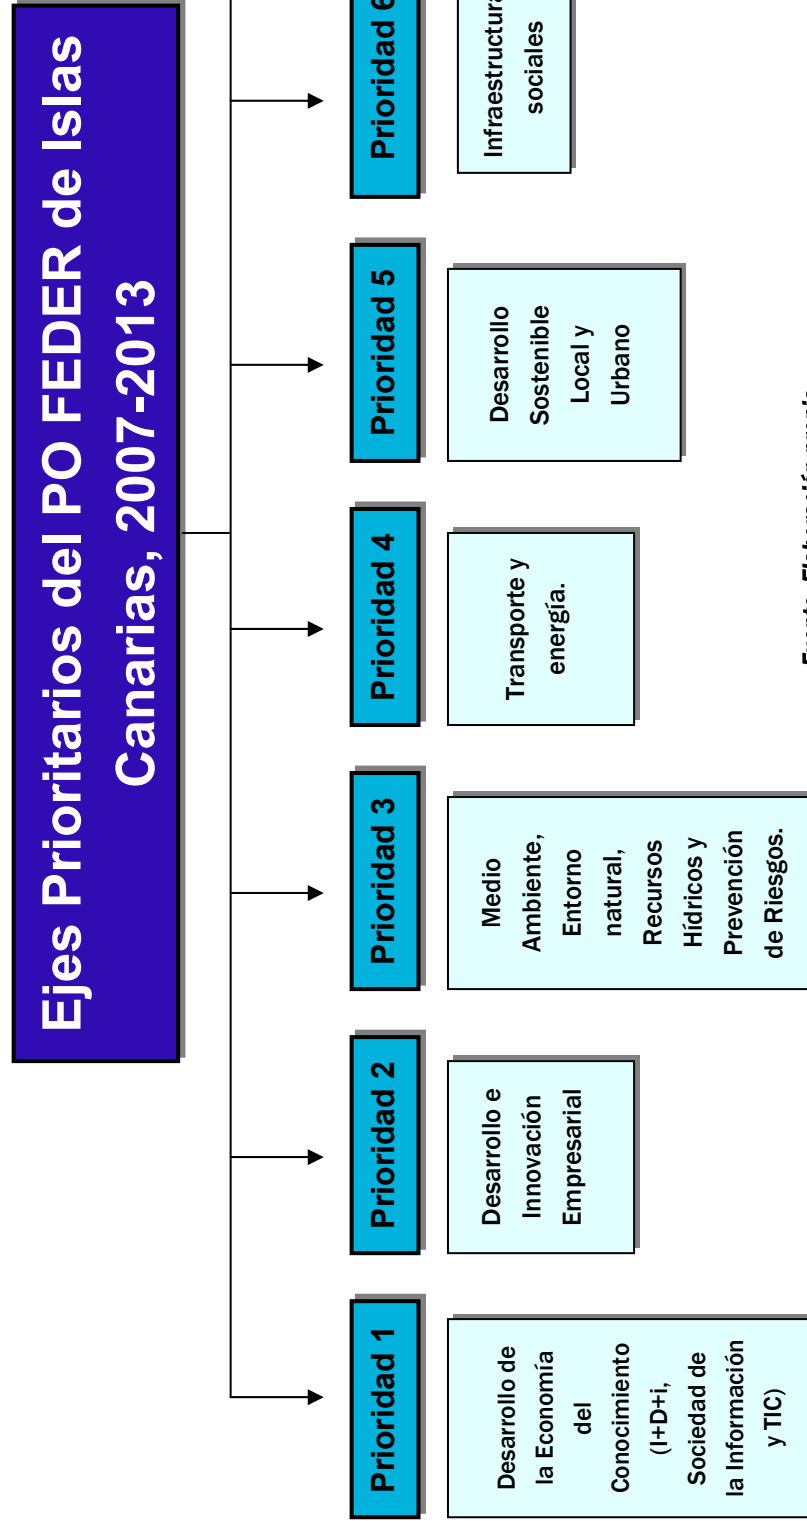 Ejes Prioritarios del PO FEDER de Islas
Canarias, 2007-2013
Prioridad 1
Desarrollo de
la Economía
del
Conocimiento
(I+D+i,
Sociedad de
la Información
y TIC)
Prioridad 2
Desarrollo e
Innovación
Empresarial
Prioridad 3
Medio
Ambiente,
Entorno
natural,
Recursos
Hídricos y
Prevención
de Riesgos.
Prioridad 4
Transporte y
energía.
Prioridad 5
Desarrollo
Sostenible
Local y
Urbano
Prioridad 6
Infraestructura
sociales